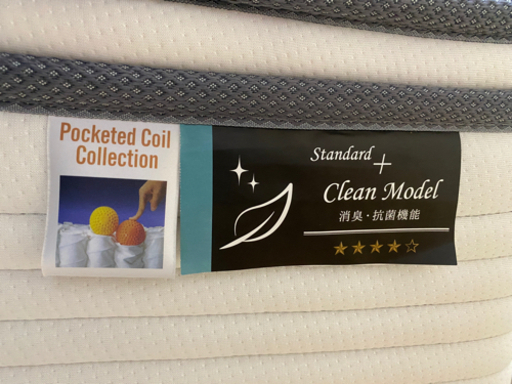 Pocketed Coil
Collection
Standard +
Clean Model
消臭・抗菌機能
★★★★☆